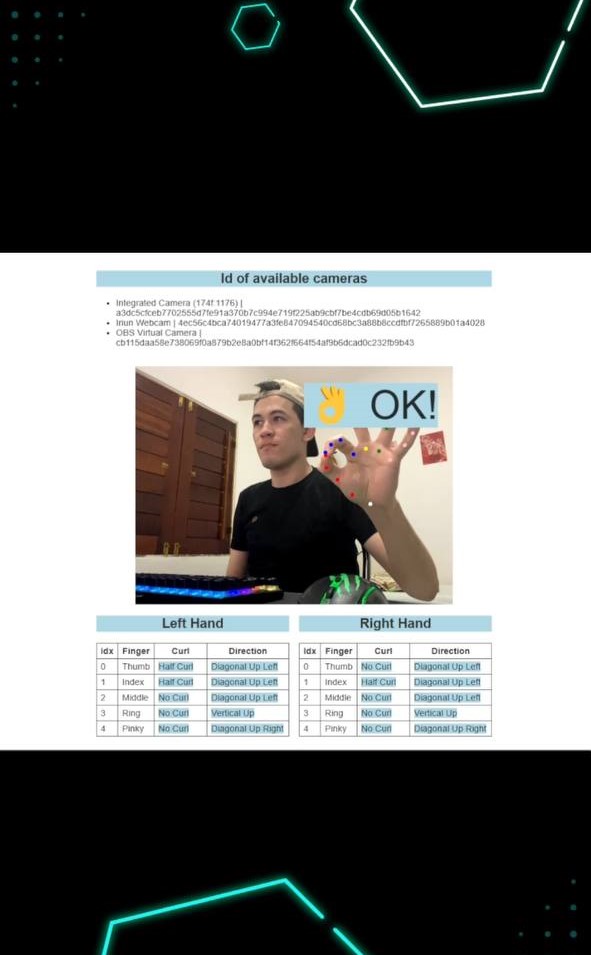 Id of available cameras
Integrated Camera (174f:1176) |
a3dc5cfceb7702555d7fe91a370b7c994e719f225ab9cbf7be4cdb69d05b1642
Iriun Webcam | 4ec56c4bca74019477a3fe847094540cd68bc3a88b8ccdfbf7265889b01a4028
OBS Virtual Camera |
cb115daa58e738069f0a879b2e8a0bf14f362f664f54af9b6dcad0c232fb9b43
OK!
Left Hand
Idx Finger Curl Direction
0 Thumb Half Curl Diagonal Up Left
1 Index Half Curl Diagonal Up Left
2 Middle No Curl Diagonal Up Left
3 Ring No Curl Vertical Up
4 Pinky No Curl Diagonal Up Right
Right Hand
Idx Finger Curl Direction
0 Thumb No Curl Diagonal Up Left
1 Index Half Curl Diagonal Up Left
2 Middle No Curl Diagonal Up Left
3 Ring No Curl Vertical Up
4 Pinky No Curl Diagonal Up Right